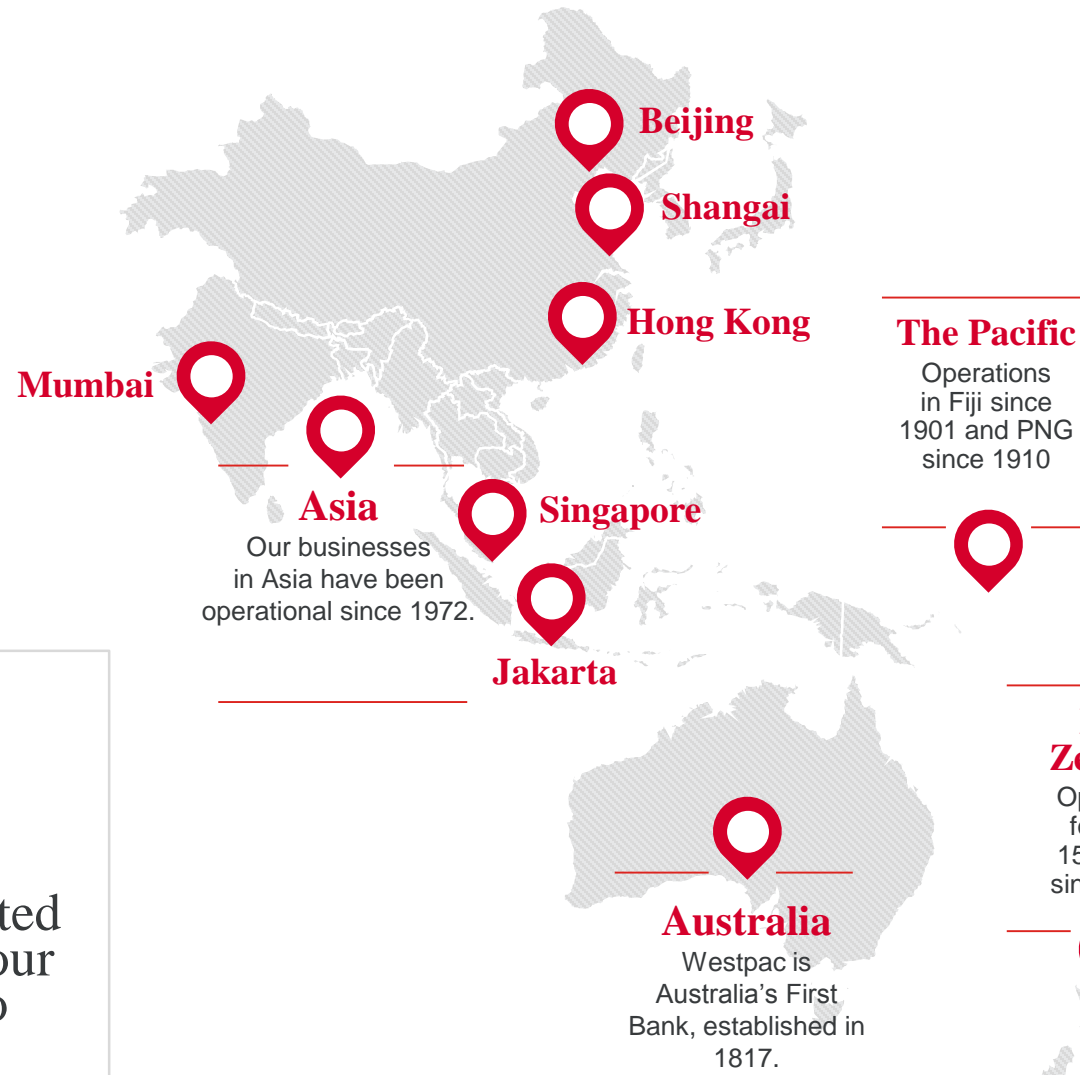 Beijing
Shangai
Hong Kong
Mumbai
The Pacific
Operations
in Fiji since
1901 and PNG
since 1910
Asia
Our businesses
in Asia have been
operational since 1972.
Singapore
Jakarta
Australia
Westpac is
Australia's First
Bank, established in
1817.